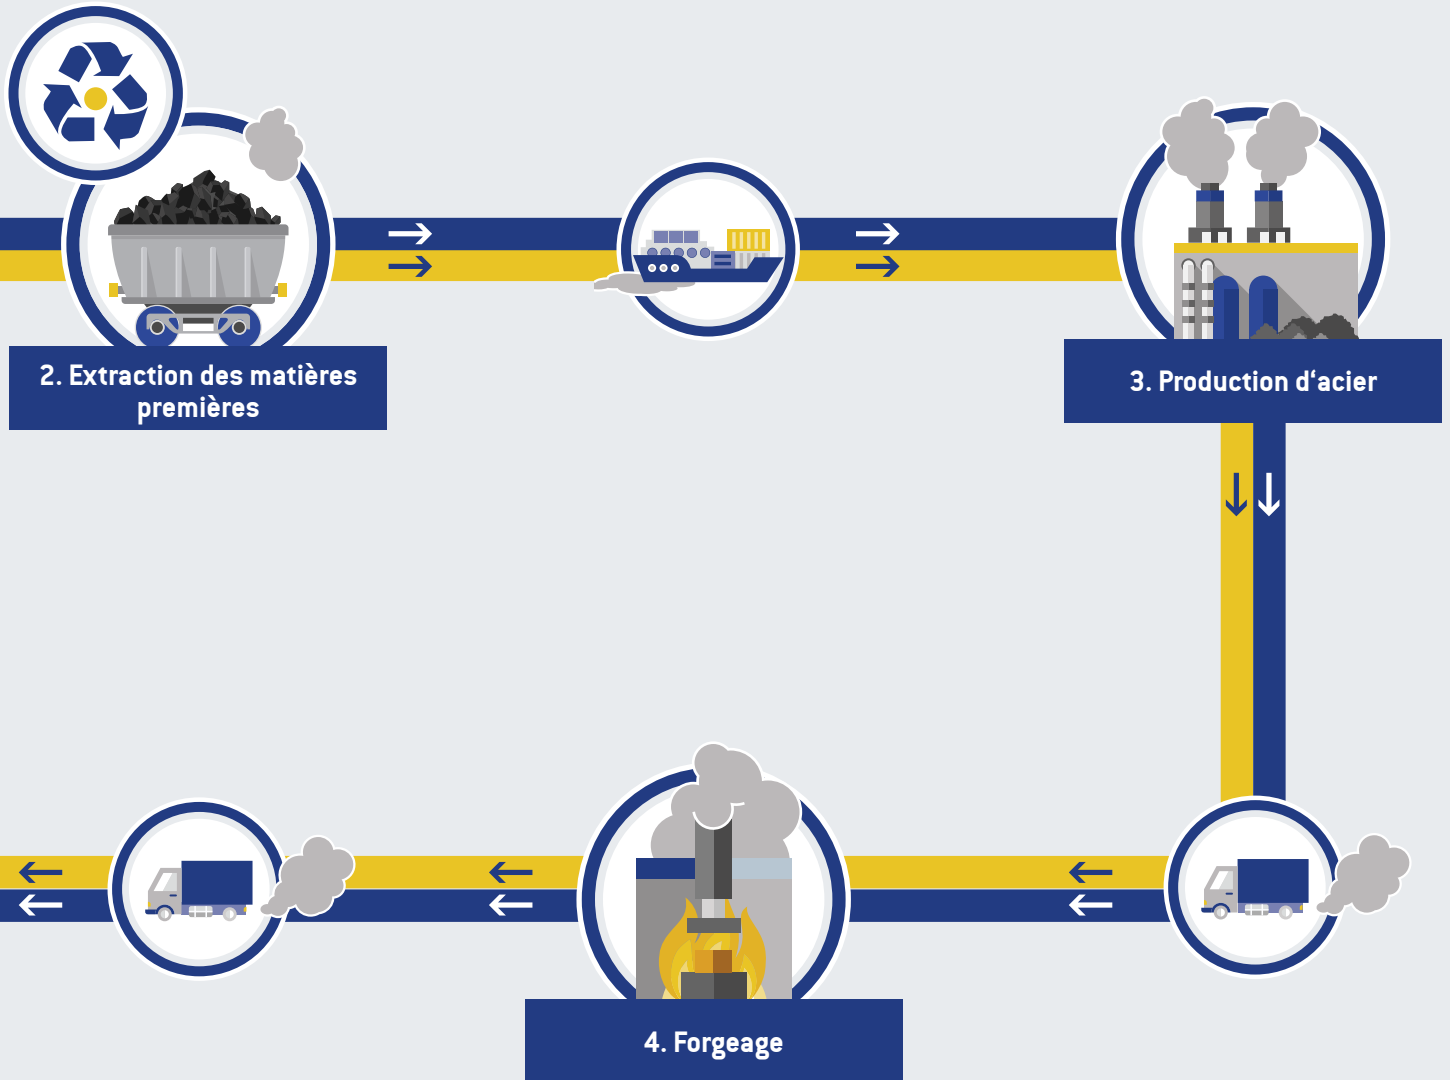 2. Extraction des matières
premières
3. Production d‘acier
4. Forgeage